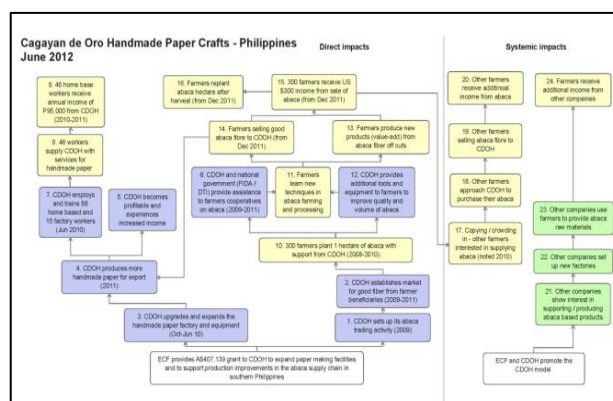 Cagayan de Oro Handmade Paper Crafts - Philippines
June 2012
Direct impacts
Systemic impacts
9. 46 home base
workers receive
annual income of
P95,000 from CDOH
(2010-2011)
16. Farmers replant
abaca hectare after
harvest (from Dec 2011)
15. 300 farmers receive US
$300 income from sale of
abaca (from Dec 2011)
20. Other farmers
receive additional
income from abaca
24. Farmers receive
additional income from
other companies
8. 46 workers
supply CDOH with
services for
handmade paper
14. Farmers selling good
abaca fibre to CDOH (from
Dec 2011)
13. Farmers produce new
products (value-add) from
abaca fiber off cuts
19. Other farmers
selling abaca fibre to
CDOH
7. CDOH employs
and trains 58
home based and
15 factory workers
(Jun 2010)
5. CDOH becomes
profitable and
experiences
increased income
6. CDOH and national
government (FIDA /
DTI) provide assistance
to farmers cooperatives
on abaca (2009-
2011)
11. Farmers
learn new
techniques in
abaca farming
and processing
12. CDOH provides
additional tools and
equipment to farmers to
improve quality and
volume of abaca
18. Other farmers
approach CDOH to
purchase their abaca
23. Other companies
use farmers to provide
abaca raw
materials
4. CDOH produces more
handmade paper for export
(2011)
10. 300 farmers plant 1 hectare of abaca with
support from CDOH (2008-2010)
17. Copying / crowding
in - other farmers
interested in supplying
abaca (noted 2010)
22. Other companies set
up new factories
2. CDOH establishes market
for good fiber from farmer
beneficiaries (2009-2011)
21. Other companies
show interest in
supporting / producing
abaca based products
3. CDOH upgrades and expands the
handmade paper factory and equipment
(Oct-Jun 10)
1. CDOH sets up its abaca
trading activity (2009)
ECF provides A$407,139 grant to CDOH to expand paper making facilities
and to support production improvements in the abaca supply chain in
southern Philippines
ECF and CDOH promote the
CDOH model